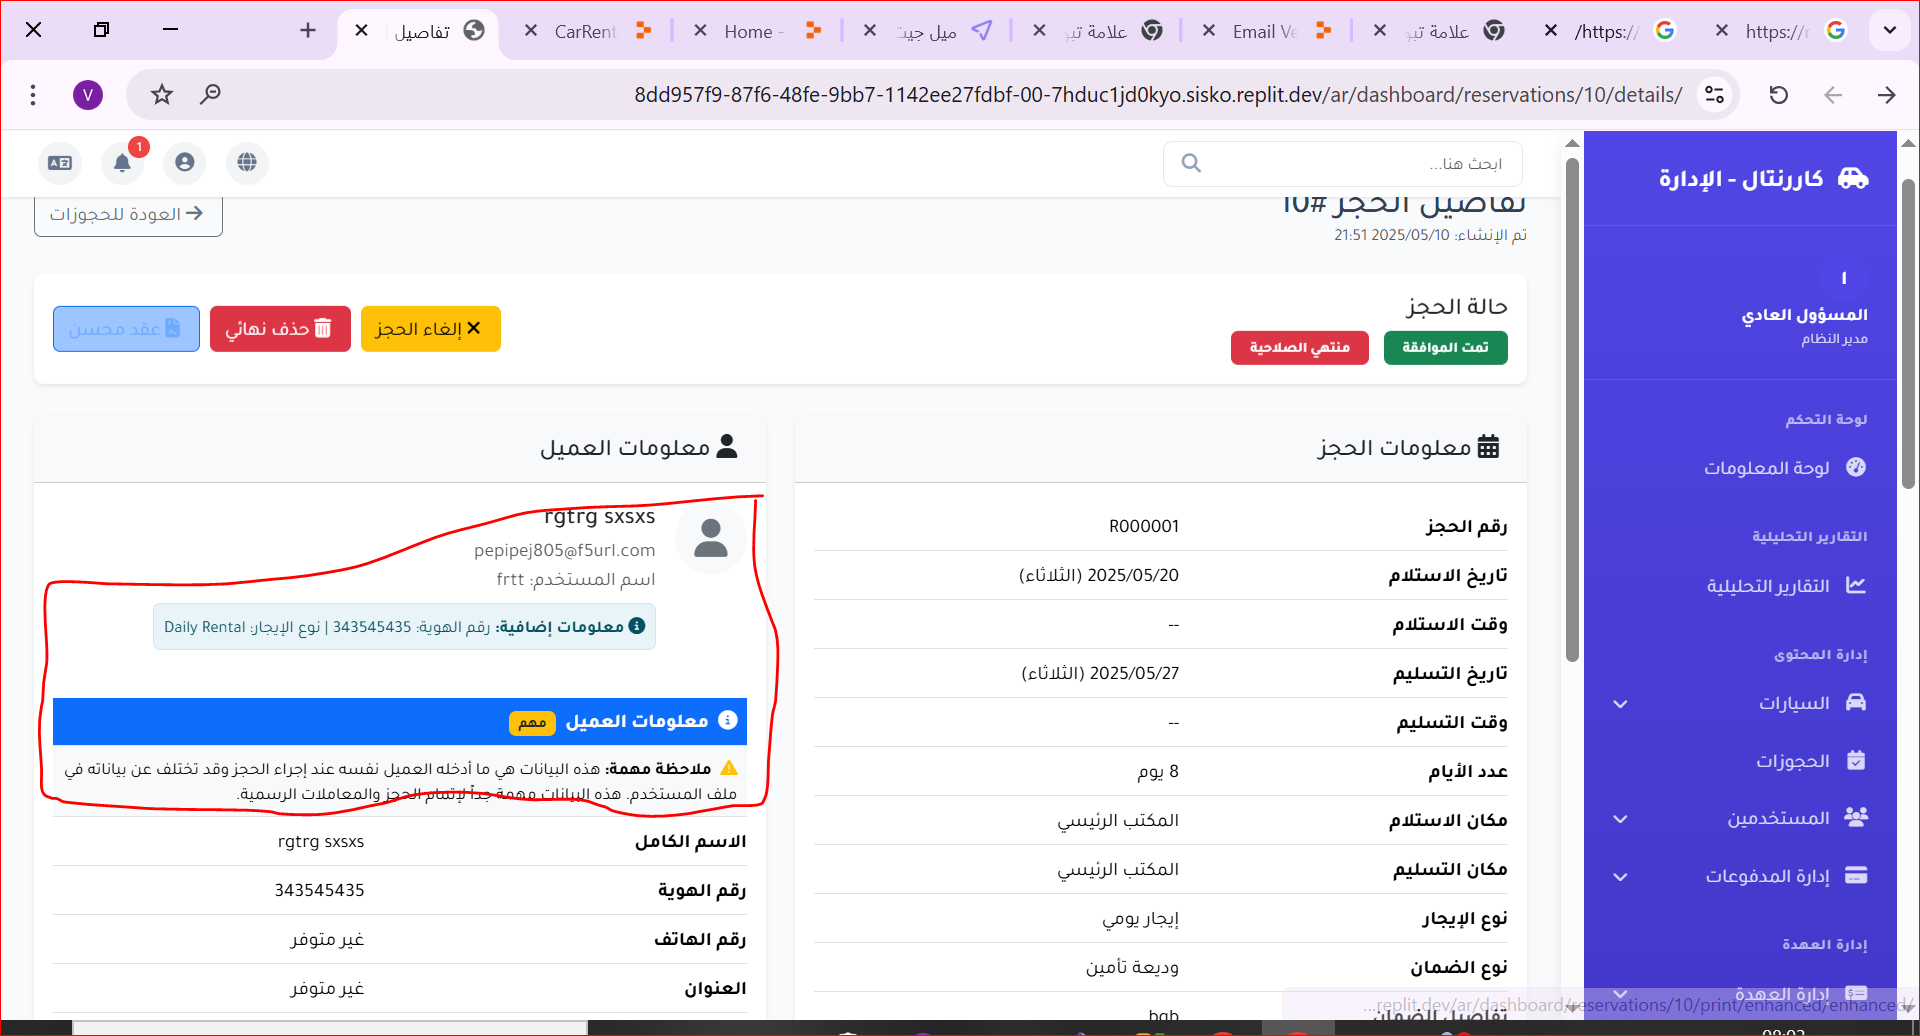 تفاصيل
CarRent
Home -
ميل جيت
علامة تبو
Email Ve
علامة تبو
https://
https://r
V
8dd957f9-87f6-48fe-9bb7-1142ee27fdbf-00-7hduc1jd0kyo.sisko.replit.dev/ar/dashboard/reservations/10/details/
1
ابحث هنا...
كاررنتال - الإدارة
ا
المسؤول العادي
مدير النظام
لوحة التحكم
لوحة المعلومات
التقارير التحليلية
التقارير التحليلية
إدارة المحتوى
السيارات
الحجوزات
المستخدمين
إدارة المدفوعات
إدارة العهدة
إدارة العهدة
تفاصيل الحجز #10
تم الإنشاء: 2025/05/10 21:51
العودة للحجوزات
حالة الحجز
تمت الموافقة
منتهي الصلاحية
إلغاء الحجز
حذف نهائي
عقد محسن
معلومات الحجز
رقم الحجز R000001
تاريخ الاستلام 2025/05/20 (الثلاثاء)
وقت الاستلام --
تاريخ التسليم 2025/05/27 (الثلاثاء)
وقت التسليم --
عدد الأيام 8 يوم
مكان الاستلام المكتب الرئيسي
مكان التسليم المكتب الرئيسي
نوع الإيجار إيجار يومي
نوع الضمان وديعة تأمين
تفاصيل الضمان
معلومات العميل
rgtrg sxsxs
pepipej805@f5url.com
اسم المستخدم: frtt
معلومات إضافية: رقم الهوية: 343545435 | نوع الإيجار: Daily Rental
معلومات العميل مهم
ملاحظة مهمة: هذه البيانات هي ما أدخله العميل نفسه عند إجراء الحجز وقد تختلف عن بياناته في
ملف المستخدم. هذه البيانات مهمة جداً لإتمام الحجز والمعاملات الرسمية.
الاسم الكامل rgtrg sxsxs
رقم الهوية 343545435
رقم الهاتف غير متوفر
العنوان غير متوفر
...replit.dev/ar/dashboard/reservations/10/print/enhanced/enhanced/